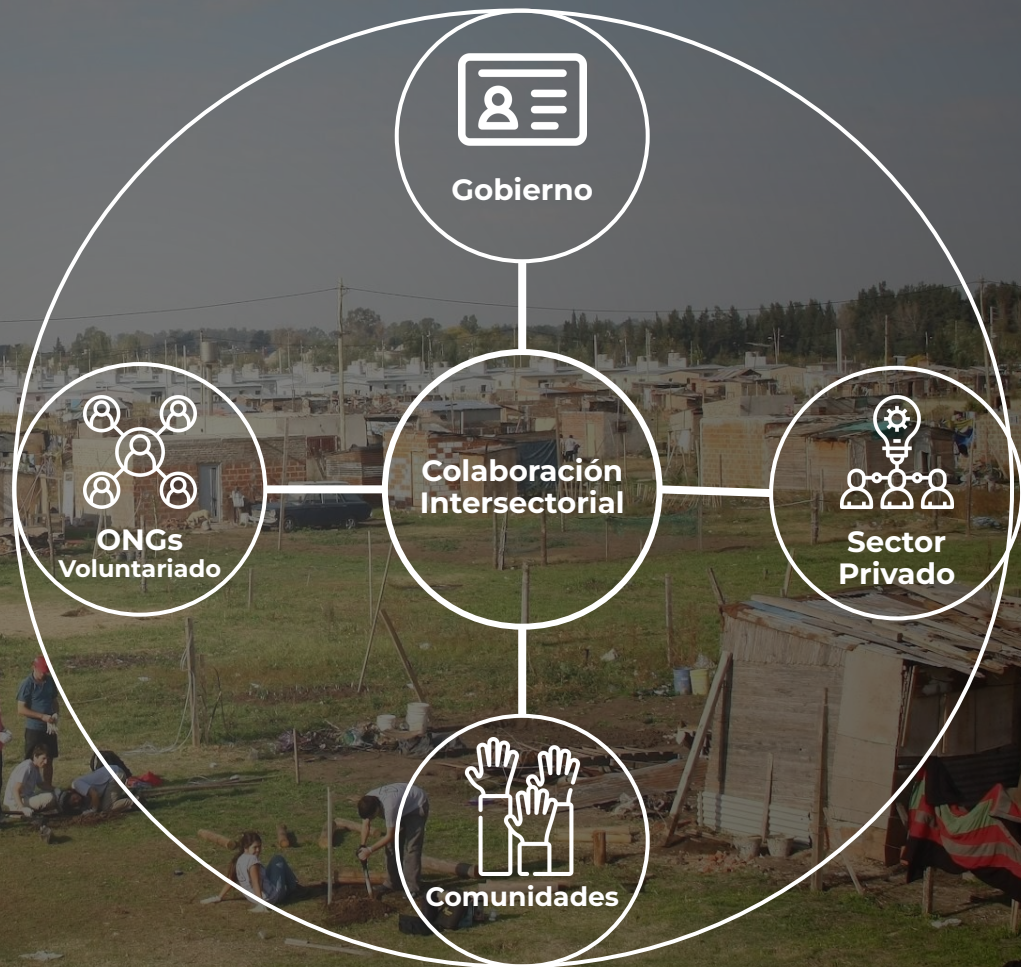 Gobierno
Colaboración
Intersectorial
ONGs
Voluntariado
Sector
Privado
Comunidades